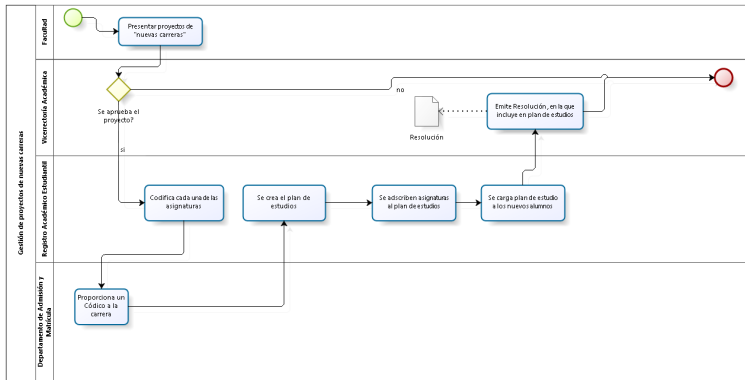 Gestión de proyectos de nuevas carreras
Facultad
Presentar proyectos de
"nuevas carreras"
Vicerrectoría Académica
Se aprueba el
proyecto?
no
si
Resolución
Emite Resolución, en la que
incluye en plan de estudios
Registro Académico Estudiantil
Codifica cada una de las
asignaturas
Se crea el plan de
estudios
Se adscriben asignaturas
al plan de estudios
Se carga plan de estudio
a los nuevos alumnos
Departamento de Admisión y
Matrícula
Proporciona un
Códico a la
carrera